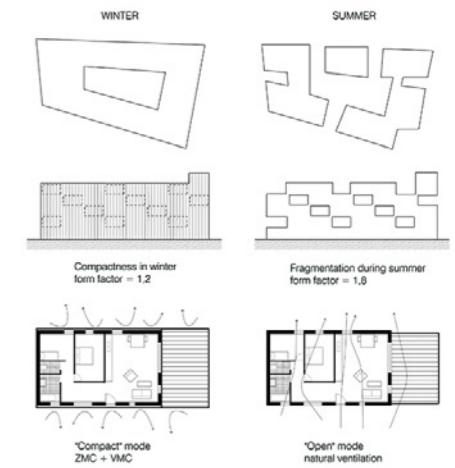 WINTER
SUMMER
Compactness in winter
form factor = 1,2
Fragmentation during summer
form factor = 1,8
"Compact" mode
ZMC + VMC
"Open" mode
natural ventilation